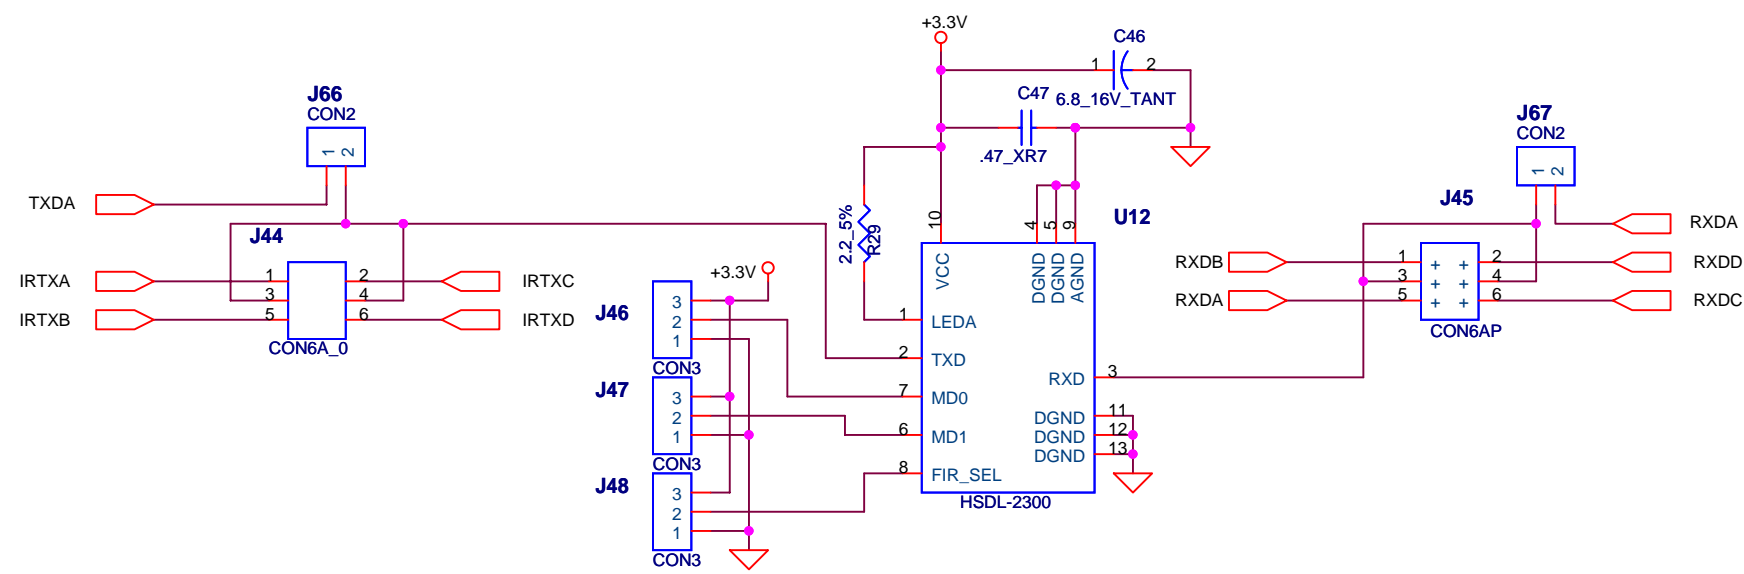 +3.3V
C46
1
2
6.8_16V_TANT
C47
.47_XR7
J66
CON2
1
2
TXDA
J44
IRTXA
1
2
IRTXC
3
4
IRTXB
5
6
IRTXD
CON6A_0
2.2_5%
R29
+3.3V
J46
3
2
1
CON3
J47
3
2
1
CON3
J48
3
2
1
CON3
U12
10
VCC
4
DGND
5
DGND
9
AGND
1
LEDA
2
TXD
7
MD0
6
MD1
8
FIR_SEL
RXD
3
DGND
11
DGND
12
DGND
13
HSDL-2300
J67
CON2
1
2
J45
RXDA
RXDB
1
2
RXDD
3
4
RXDA
5
6
RXDC
CON6AP